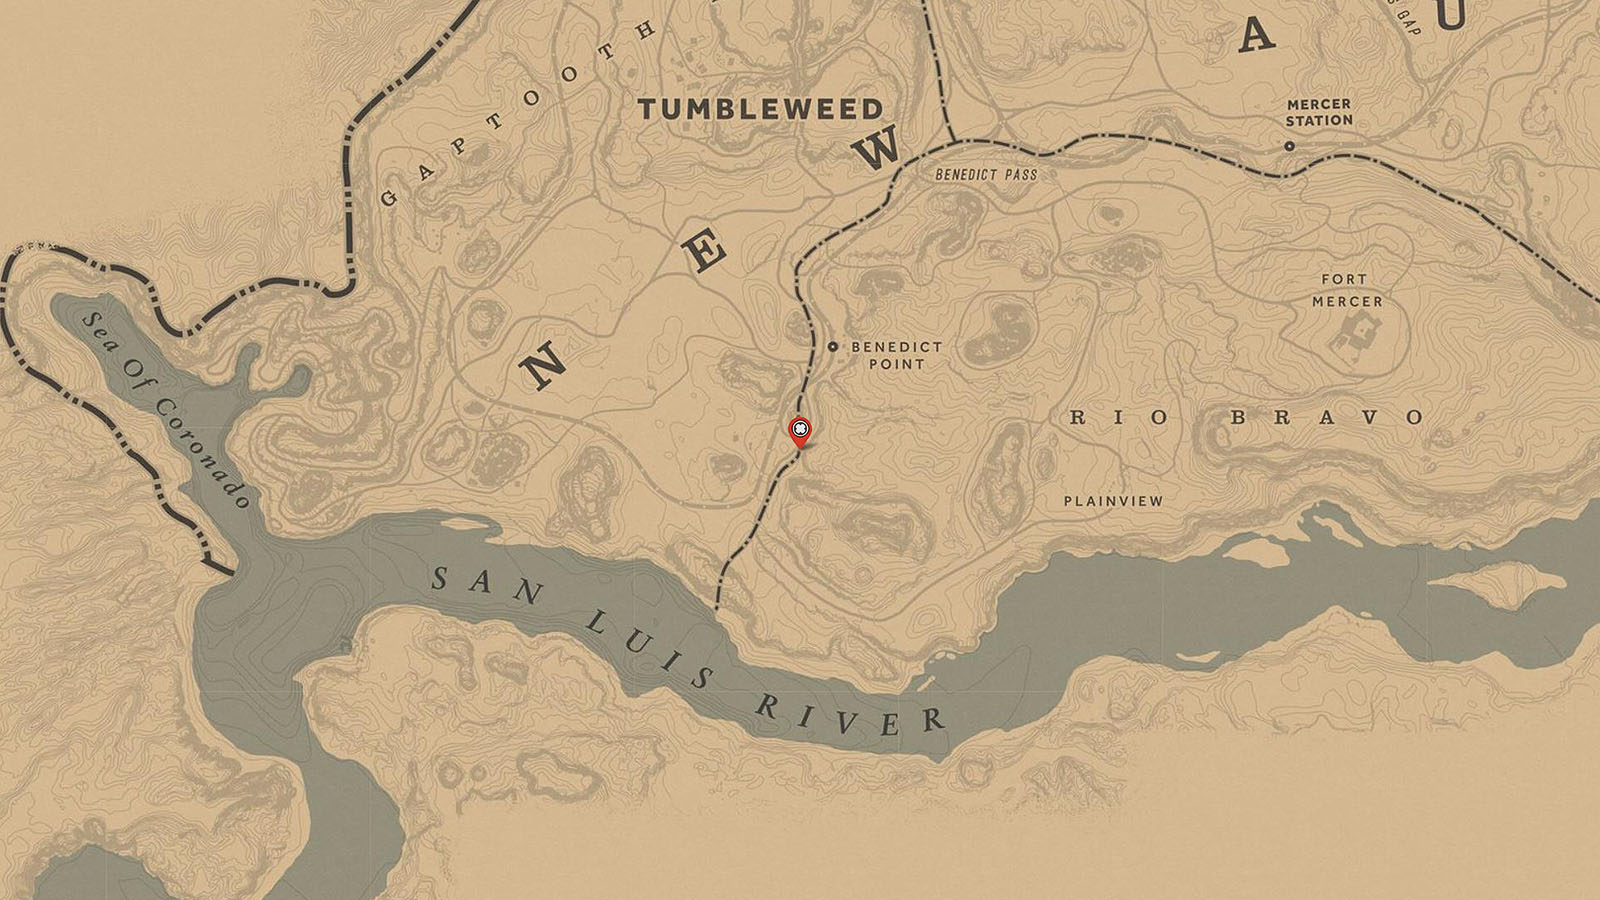 U
A
S GAP
GAPTOOTH
TUMBLEWEED
MERCER
STATION
W
BENEDICT PASS
E
N
FORT
MERCER
Sea Of Coronado
BENEDICT
POINT
RIO BRAVO
PLAINVIEW
SAN LUIS RIVER